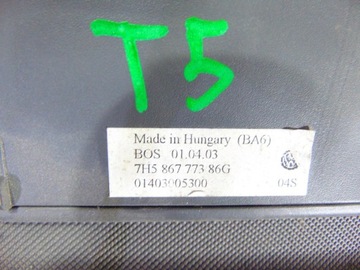 T5
Made in Hungary (BA6)
BOS 01.04.03
7H5 867 773 86G
01403005300 04S